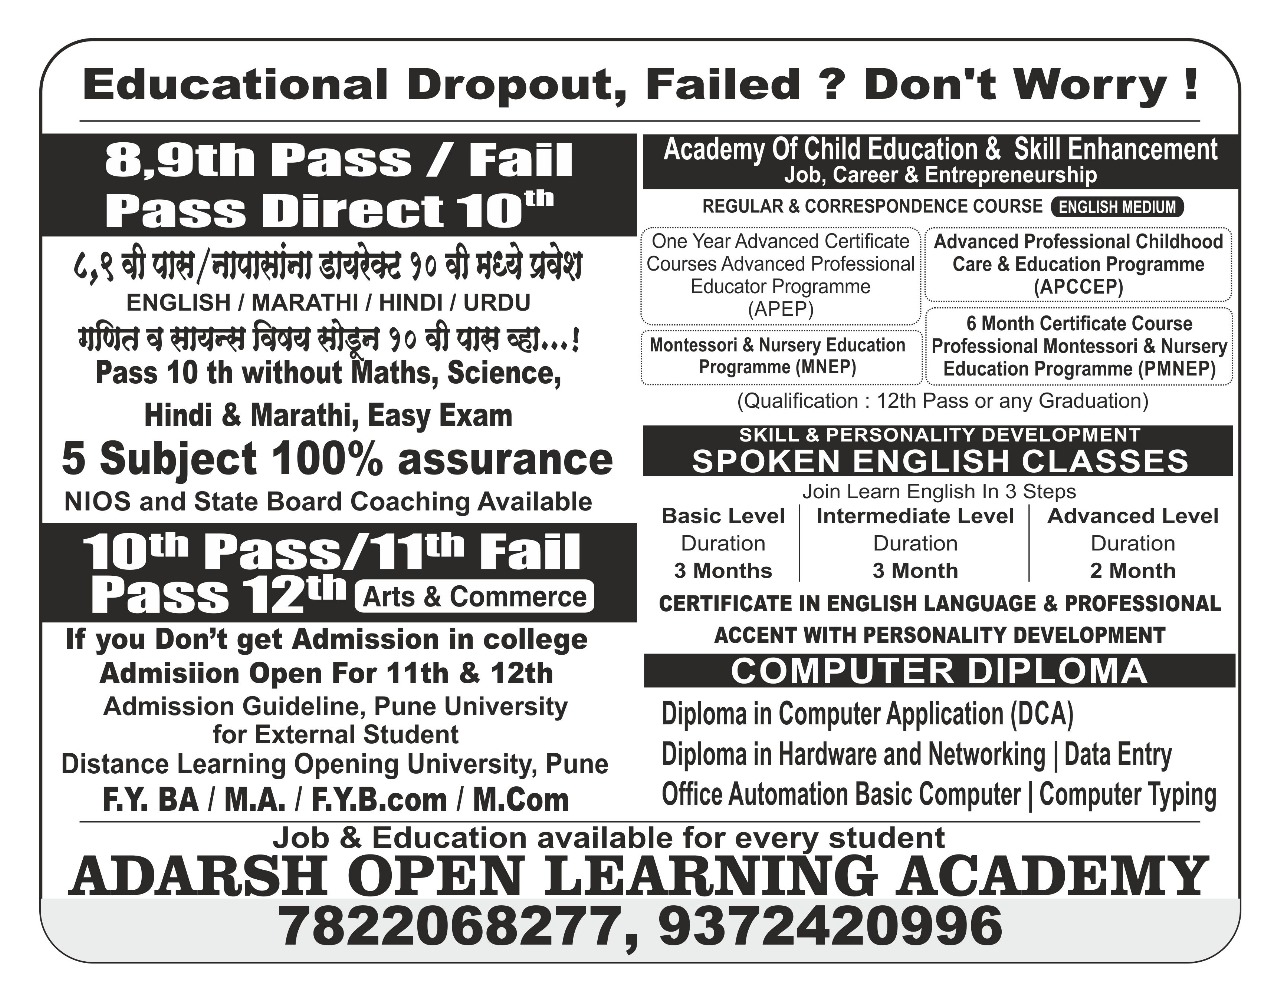 Educational Dropout, Failed ? Don't Worry !
8,9th Pass / Fail
Pass Direct 10th
८,९ वी पास/नापासांना डायरेक्ट १० वी मध्ये प्रवेश
ENGLISH / MARATHI / HINDI / URDU
गणित व सायन्स विषय सोडून १० वी पास व्हा...!
Pass 10 th without Maths, Science,
Hindi & Marathi, Easy Exam
5 Subject 100% assurance
NIOS and State Board Coaching Available
10th Pass/11th Fail
Pass 12th Arts & Commerce
If you Don't get Admission in college
Admisiion Open For 11th & 12th
Admission Guideline, Pune University
for External Student
Distance Learning Opening University, Pune
F.Y. BA / M.A. / F.Y.B.com / M.Com
Academy Of Child Education & Skill Enhancement
Job, Career & Entrepreneurship
REGULAR & CORRESPONDENCE COURSE ENGLISH MEDIUM
One Year Advanced Certificate
Courses Advanced Professional
Educator Programme
(APEP)
Advanced Professional Childhood
Care & Education Programme
(APCCEP)
Montessori & Nursery Education
Programme (MNEP)
6 Month Certificate Course
Professional Montessori & Nursery
Education Programme (PMNEP)
(Qualification : 12th Pass or any Graduation)
SKILL & PERSONALITY DEVELOPMENT
SPOKEN ENGLISH CLASSES
Join Learn English In 3 Steps
Basic Level
Duration
3 Months
Intermediate Level
Duration
3 Month
Advanced Level
Duration
2 Month
CERTIFICATE IN ENGLISH LANGUAGE & PROFESSIONAL
ACCENT WITH PERSONALITY DEVELOPMENT
COMPUTER DIPLOMA
Diploma in Computer Application (DCA)
Diploma in Hardware and Networking | Data Entry
Office Automation Basic Computer | Computer Typing
Job & Education available for every student
ADARSH OPEN LEARNING ACADEMY
7822068277, 9372420996